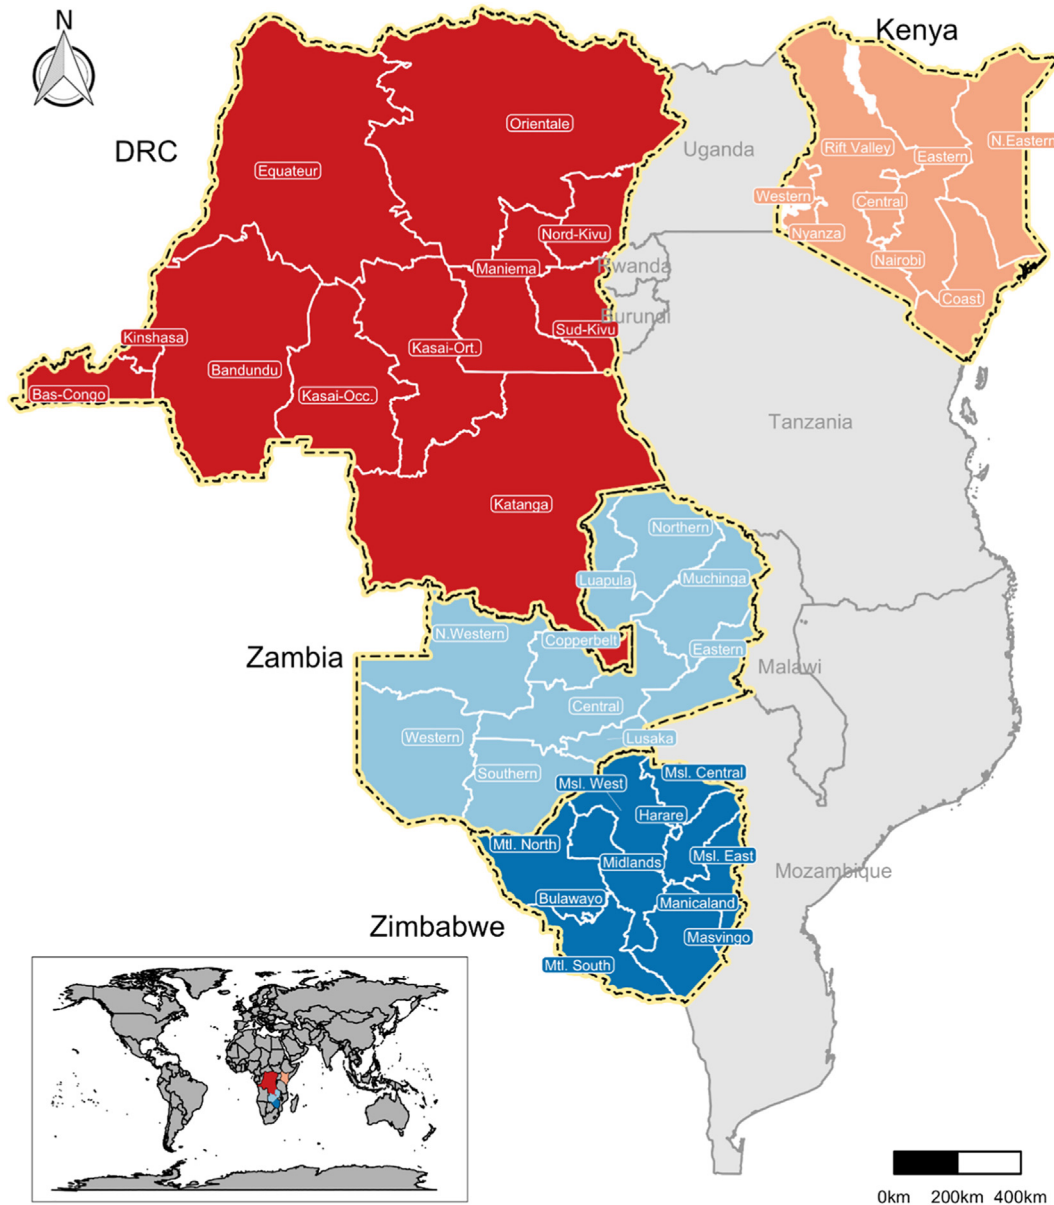 N
Kenya
DRC
Orientale
Uganda
Rift Valley
Eastern
N.Eastern
Equateur
Western
Central
Nord-Kivu
Nyanza
Maniema
Rwanda
Nairobi
Coast
Burundi
Sud-Kivu
Kinshasa
Kasai-Ort.
Bandundu
Bas-Congo
Kasai-Occ.
Tanzania
Katanga
Northern
Luapula
Muchinga
N.Western
Copperbelt
Eastern
Zambia
Malawi
Central
Western
Lusaka
Southern
Msl. West
Msl. Central
Harare
Mtl. North
Midlands
Msl. East
Mozambique
Bulawayo
Manicaland
Zimbabwe
Masvingo
Mtl. South
0km 200km 400km